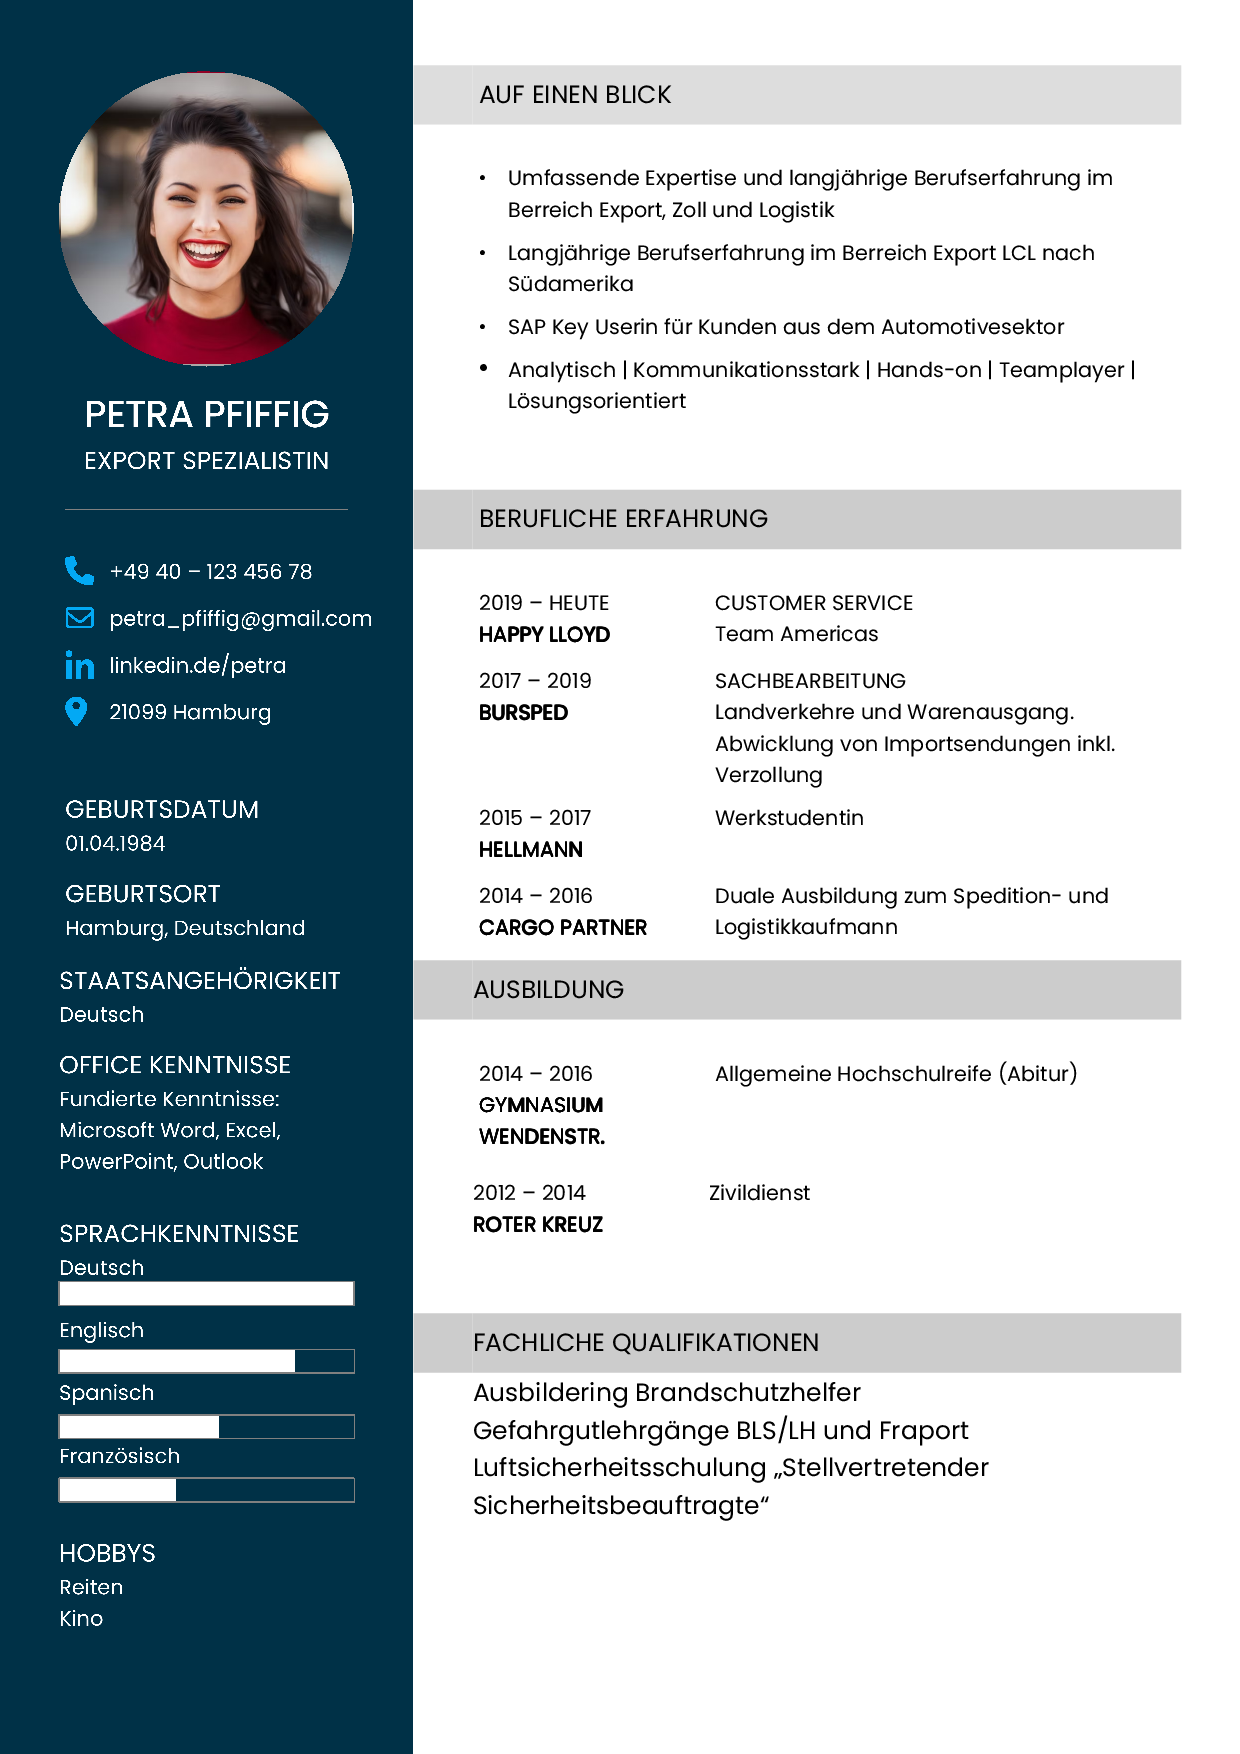 PETRA PFIFFIG
EXPORT SPEZIALISTIN
+49 40 – 123 456 78
petra_pfiffig@gmail.com
linkedin.de/petra
21099 Hamburg
GEBURTSDATUM
01.04.1984
GEBURTSORT
Hamburg, Deutschland
STAATSANGEHÖRIGKEIT
Deutsch
OFFICE KENNTNISSE
Fundierte Kenntnisse:
Microsoft Word, Excel,
PowerPoint, Outlook
SPRACHKENNTNISSE
Deutsch
Englisch
Spanisch
Französisch
HOBBYS
Reiten
Kino
AUF EINEN BLICK
• Umfassende Expertise und langjährige Berufserfahrung im
Berreich Export, Zoll und Logistik
• Langjährige Berufserfahrung im Berreich Export LCL nach
Südamerika
• SAP Key Userin für Kunden aus dem Automotivesektor
• Analytisch | Kommunikationsstark | Hands-on | Teamplayer |
Lösungsorientiert
BERUFLICHE ERFAHRUNG
2019 – HEUTE CUSTOMER SERVICE
HAPPY LLOYD Team Americas
2017 – 2019 SACHBEARBEITUNG
BURSPED Landverkehre und Warenausgang.
Abwicklung von Importsendungen inkl.
Verzollung
2015 – 2017 Werkstudentin
HELLMANN
2014 – 2016 Duale Ausbildung zum Spedition- und
CARGO PARTNER Logistikkaufmann
AUSBILDUNG
2014 – 2016 Allgemeine Hochschulreife (Abitur)
GYMNASIUM
WENDENSTR.
2012 – 2014 Zivildienst
ROTER KREUZ
FACHLICHE QUALIFIKATIONEN
Ausbildering Brandschutzhelfer
Gefahrgutlehrgänge BLS/LH und Fraport
Luftsicherheitsschulung „Stellvertretender
Sicherheitsbeauftragte“